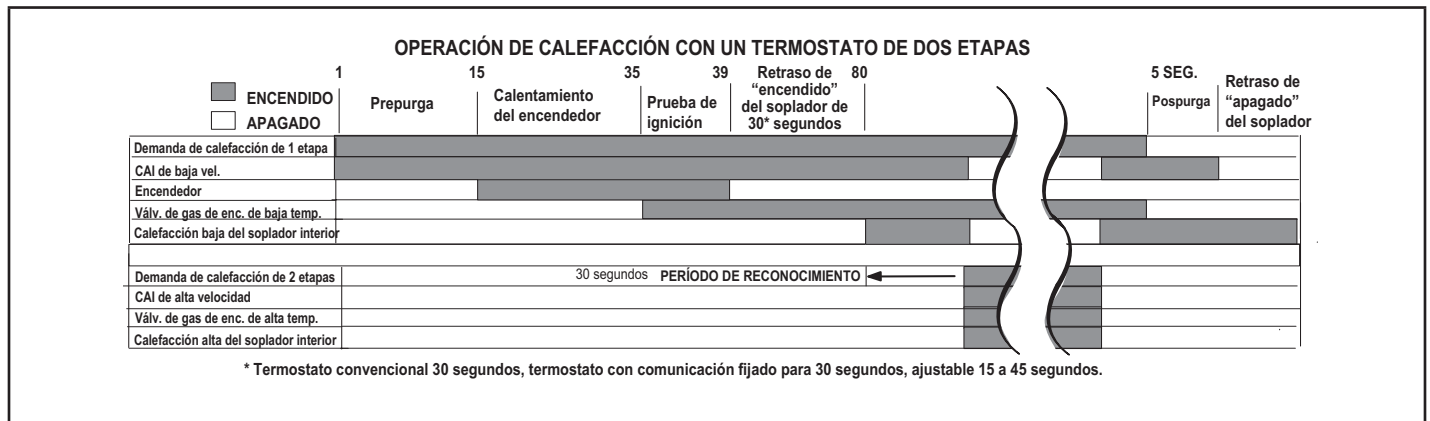 OPERACIÓN DE CALEFACCIÓN CON UN TERMOSTATO DE DOS ETAPAS
1 15 35 39 80 5 SEG.
ENCENDIDO
APAGADO
Prepurga
Calentamiento
del encendedor
Prueba de
ignición
Retraso de
“encendido”
del soplador de
30* segundos
Pospurga
Retraso de
“apagado”
del soplador
Demanda de calefacción de 1 etapa
CAI de baja vel.
Encendedor
Válv. de gas de enc. de baja temp.
Calefacción baja del soplador interior
Demanda de calefacción de 2 etapas
30 segundos PERÍODO DE RECONOCIMIENTO
CAI de alta velocidad
Válv. de gas de enc. de alta temp.
Calefacción alta del soplador interior
* Termostato convencional 30 segundos, termostato con comunicación fijado para 30 segundos, ajustable 15 a 45 segundos.